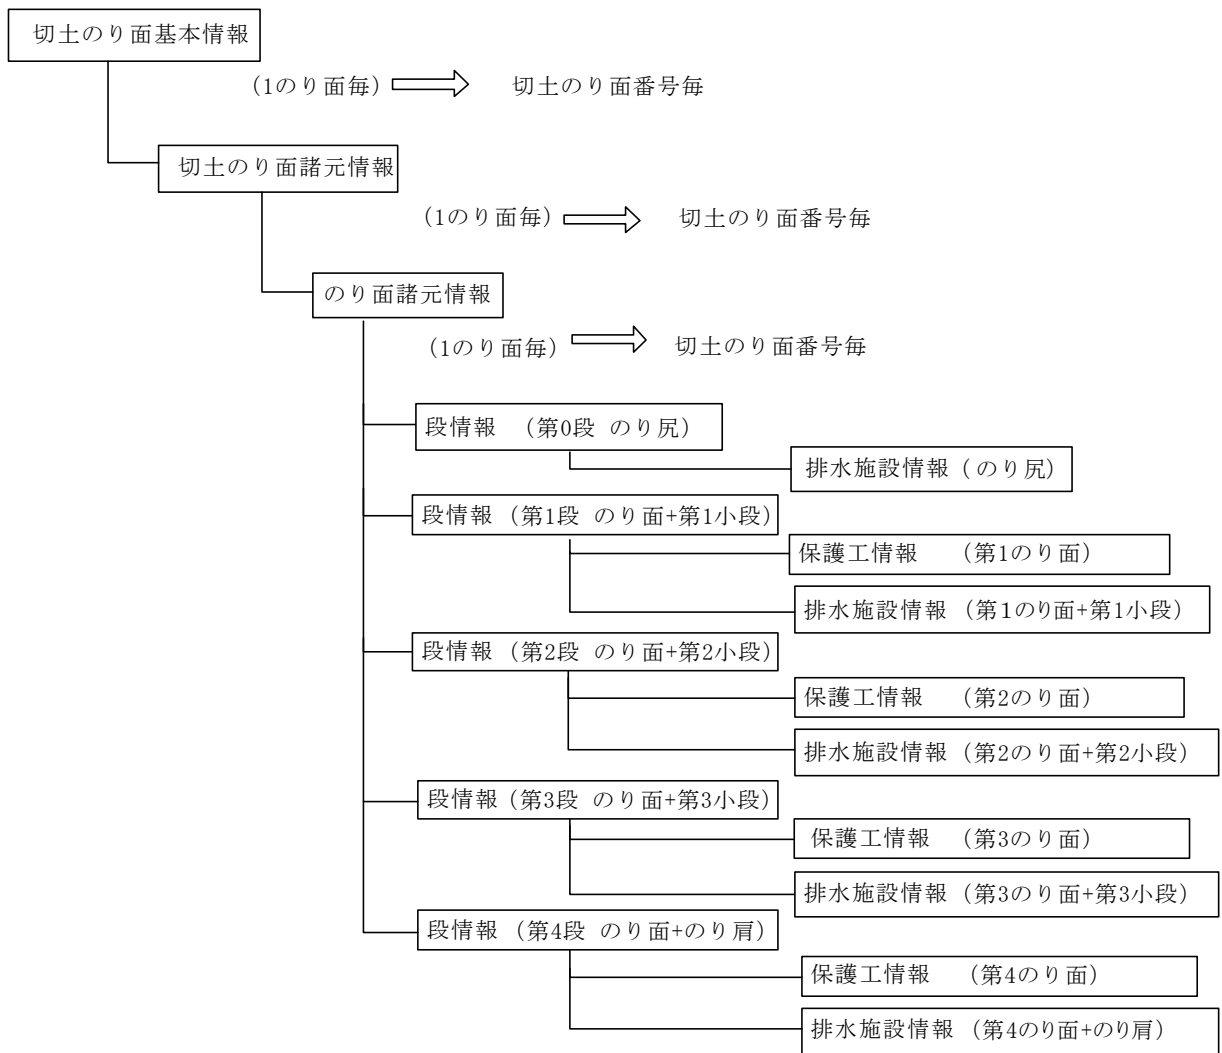 切土のり面基本情報
(1のり面毎) 切土のり面番号毎
切土のり面諸元情報
(1のり面毎) 切土のり面番号毎
のり面諸元情報
(1のり面毎) 切土のり面番号毎
段情報 (第0段 のり尻)
排水施設情報 (のり尻)
段情報 (第1段 のり面+第1小段)
保護工情報 (第1のり面)
排水施設情報 (第1のり面+第1小段)
段情報 (第2段 のり面+第2小段)
保護工情報 (第2のり面)
排水施設情報 (第2のり面+第2小段)
段情報 (第3段 のり面+第3小段)
保護工情報 (第3のり面)
排水施設情報 (第3のり面+第3小段)
段情報 (第4段 のり面+のり肩)
保護工情報 (第4のり面)
排水施設情報 (第4のり面+のり肩)